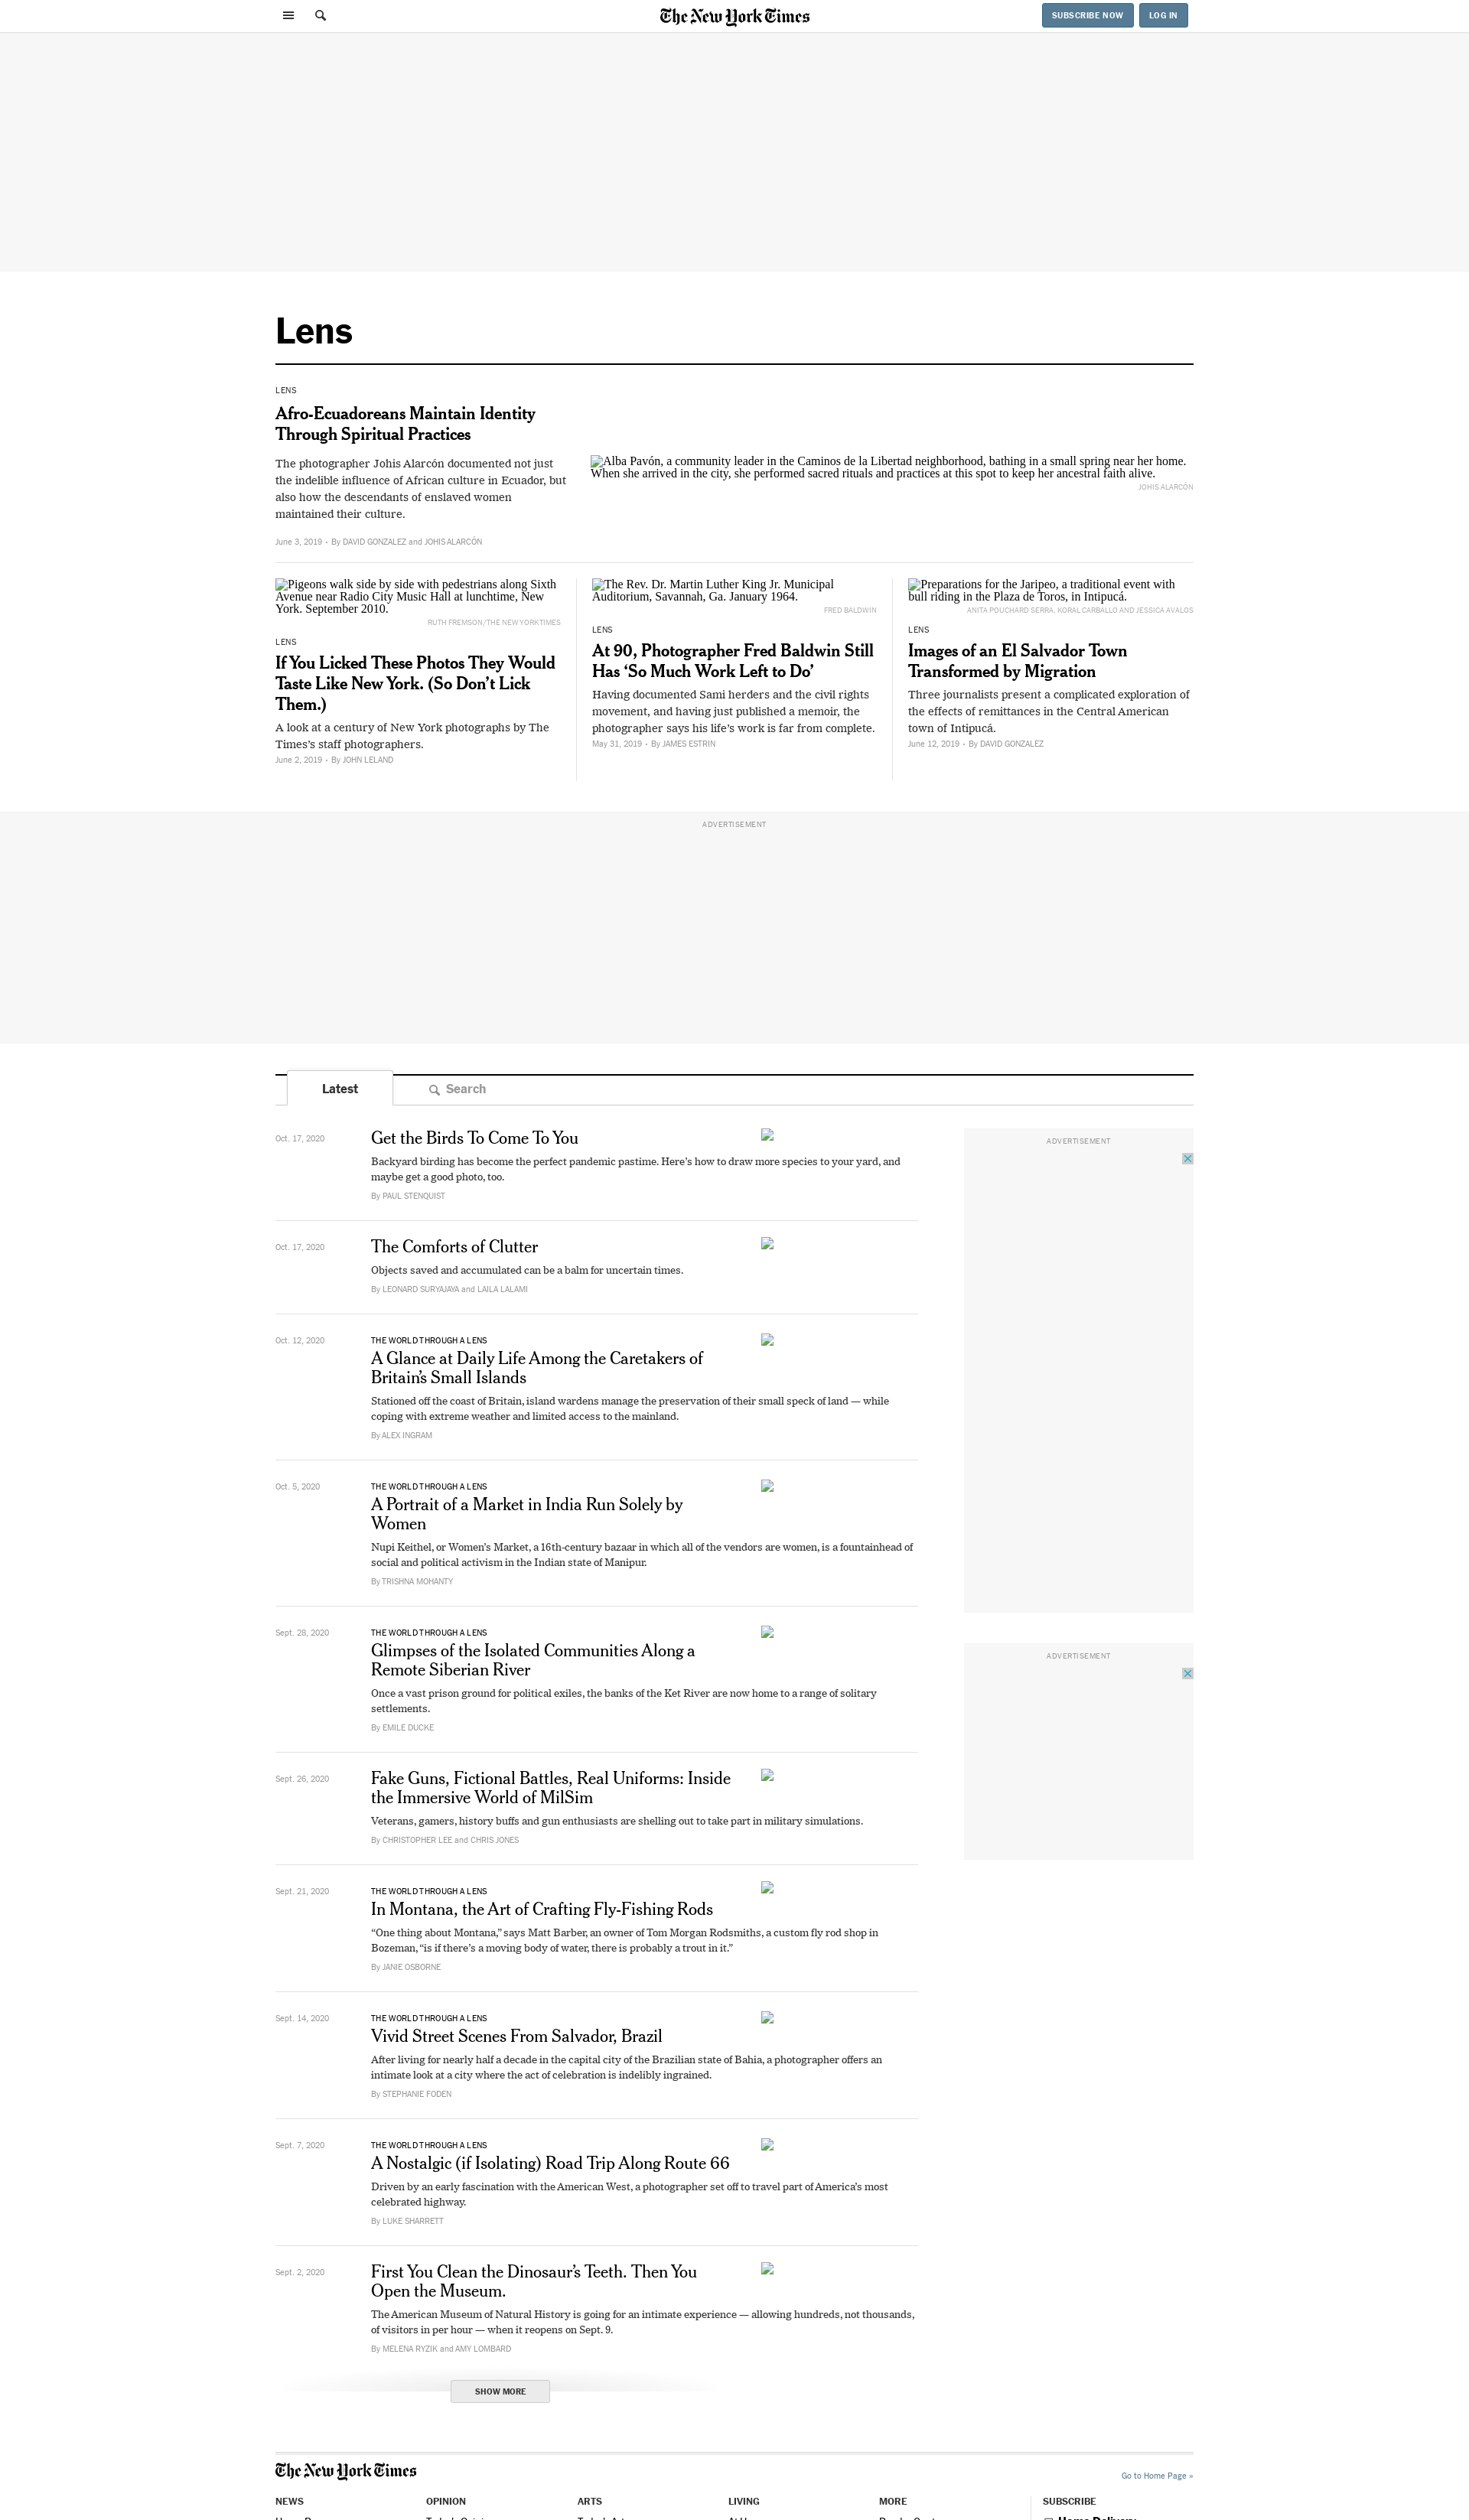 The New York Times
SUBSCRIBE NOW
LOG IN
Lens
LENS
Afro-Ecuadoreans Maintain Identity
Through Spiritual Practices
The photographer Johis Alarcón documented not just
the indelible influence of African culture in Ecuador, but
also how the descendants of enslaved women
maintained their culture.
June 3, 2019 • By DAVID GONZALEZ and JOHIS ALARCÓN
Alba Pavón, a community leader in the Caminos de la Libertad neighborhood, bathing in a small spring near her home.
When she arrived in the city, she performed sacred rituals and practices at this spot to keep her ancestral faith alive.
JOHIS ALARCÓN
Pigeons walk side by side with pedestrians along Sixth
Avenue near Radio City Music Hall at lunchtime, New
York. September 2010.
RUTH FREMSON/THE NEW YORK TIMES
LENS
If You Licked These Photos They Would
Taste Like New York. (So Don’t Lick
Them.)
A look at a century of New York photographs by The
Times’s staff photographers.
June 2, 2019 • By JOHN LELAND
The Rev. Dr. Martin Luther King Jr. Municipal
Auditorium, Savannah, Ga. January 1964.
FRED BALDWIN
LENS
At 90, Photographer Fred Baldwin Still
Has ‘So Much Work Left to Do’
Having documented Sami herders and the civil rights
movement, and having just published a memoir, the
photographer says his life’s work is far from complete.
May 31, 2019 • By JAMES ESTRIN
Preparations for the Jaripeo, a traditional event with
bull riding in the Plaza de Toros, in Intipucá.
ANITA POUCHARD SERRA, KORAL CARBALLO AND JESSICA AVALOS
LENS
Images of an El Salvador Town
Transformed by Migration
Three journalists present a complicated exploration of
the effects of remittances in the Central American
town of Intipucá.
June 12, 2019 • By DAVID GONZALEZ
ADVERTISEMENT
Latest
Search
Oct. 17, 2020
Get the Birds To Come To You
Backyard birding has become the perfect pandemic pastime. Here’s how to draw more species to your yard, and
maybe get a good photo, too.
By PAUL STENQUIST
Oct. 17, 2020
The Comforts of Clutter
Objects saved and accumulated can be a balm for uncertain times.
By LEONARD SURYAJAYA and LAILA LALAMI
Oct. 12, 2020
THE WORLD THROUGH A LENS
A Glance at Daily Life Among the Caretakers of
Britain’s Small Islands
Stationed off the coast of Britain, island wardens manage the preservation of their small speck of land — while
coping with extreme weather and limited access to the mainland.
By ALEX INGRAM
Oct. 5, 2020
THE WORLD THROUGH A LENS
A Portrait of a Market in India Run Solely by
Women
Nupi Keithel, or Women’s Market, a 16th-century bazaar in which all of the vendors are women, is a fountainhead of
social and political activism in the Indian state of Manipur.
By TRISHNA MOHANTY
Sept. 28, 2020
THE WORLD THROUGH A LENS
Glimpses of the Isolated Communities Along a
Remote Siberian River
Once a vast prison ground for political exiles, the banks of the Ket River are now home to a range of solitary
settlements.
By EMILE DUCKE
Sept. 26, 2020
Fake Guns, Fictional Battles, Real Uniforms: Inside
the Immersive World of MilSim
Veterans, gamers, history buffs and gun enthusiasts are shelling out to take part in military simulations.
By CHRISTOPHER LEE and CHRIS JONES
Sept. 21, 2020
THE WORLD THROUGH A LENS
In Montana, the Art of Crafting Fly-Fishing Rods
“One thing about Montana,” says Matt Barber, an owner of Tom Morgan Rodsmiths, a custom fly rod shop in
Bozeman, “is if there’s a moving body of water, there is probably a trout in it.”
By JANIE OSBORNE
Sept. 14, 2020
THE WORLD THROUGH A LENS
Vivid Street Scenes From Salvador, Brazil
After living for nearly half a decade in the capital city of the Brazilian state of Bahia, a photographer offers an
intimate look at a city where the act of celebration is indelibly ingrained.
By STEPHANIE FODEN
Sept. 7, 2020
THE WORLD THROUGH A LENS
A Nostalgic (if Isolating) Road Trip Along Route 66
Driven by an early fascination with the American West, a photographer set off to travel part of America’s most
celebrated highway.
By LUKE SHARRETT
Sept. 2, 2020
First You Clean the Dinosaur’s Teeth. Then You
Open the Museum.
The American Museum of Natural History is going for an intimate experience — allowing hundreds, not thousands,
of visitors in per hour — when it reopens on Sept. 9.
By MELENA RYZIK and AMY LOMBARD
SHOW MORE
ADVERTISEMENT
ADVERTISEMENT
The New York Times
Go to Home Page »
NEWS
OPINION
ARTS
LIVING
MORE
SUBSCRIBE